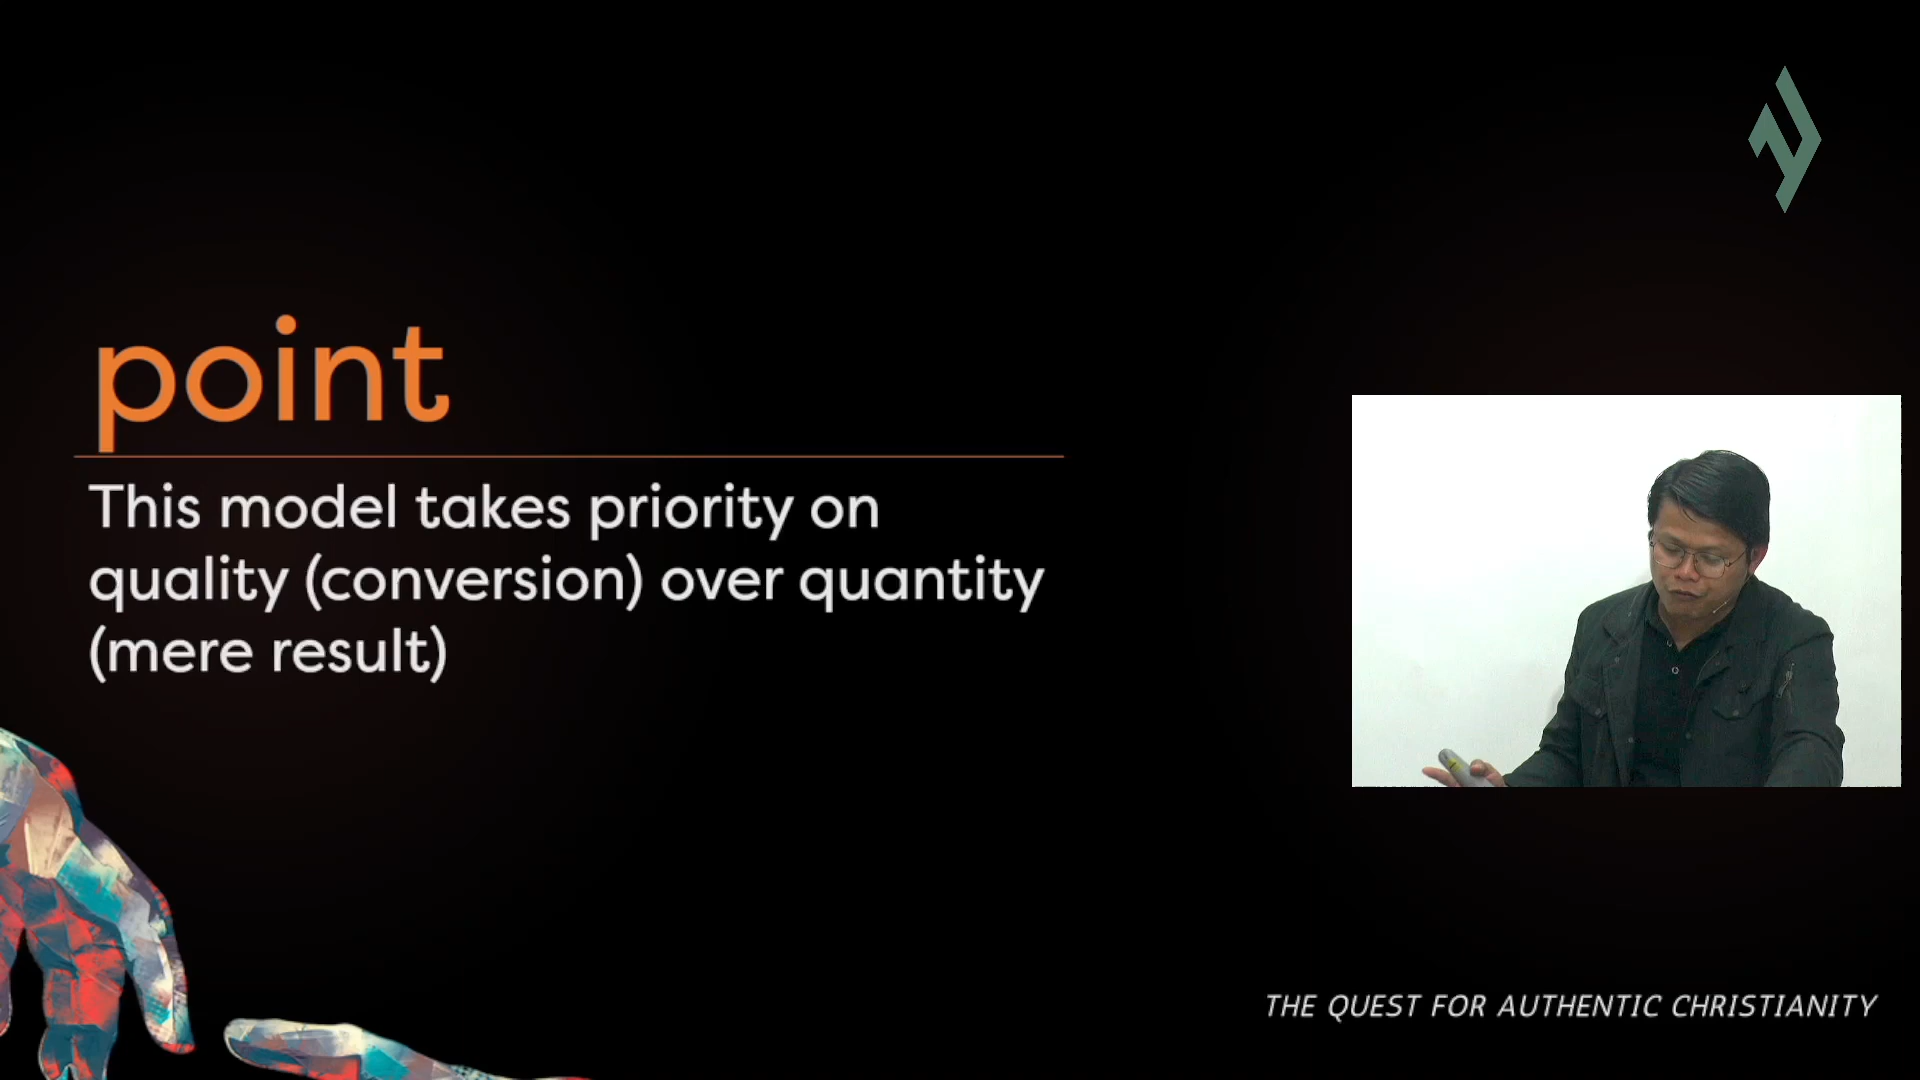 point
This model takes priority on
quality (conversion) over quantity
(mere result)
THE QUEST FOR AUTHENTIC CHRISTIANITY